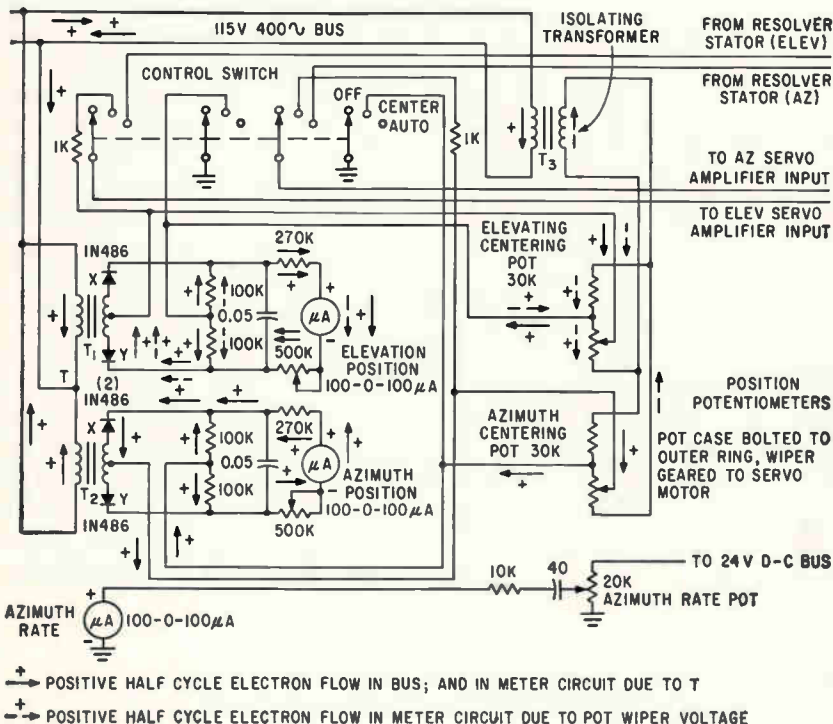 ISOLATING
TRANSFORMER
FROM RESOLVER
STATOR (ELEV)
115V 400∿ BUS
CONTROL SWITCH
FROM RESOLVER
STATOR (AZ)
OFF
CENTER
AUTO
1K
1K
T3
TO AZ SERVO
AMPLIFIER INPUT
TO ELEV SERVO
AMPLIFIER INPUT
ELEVATING
CENTERING
POT
30K
1N486
X
270K
100K
0.05
100K
μA
500K
ELEVATION
POSITION
100-0-100μA
T1
Y
T
(2)
1N486
X
270K
100K
0.05
100K
μA
AZIMUTH
POSITION
100-0-100μA
500K
T2
Y
1N486
AZIMUTH
CENTERING
POT 30K
POSITION
POTENTIOMETERS
POT CASE BOLTED TO
OUTER RING, WIPER
GEARED TO SERVO
MOTOR
TO 24V D-C BUS
10K
40
20K
AZIMUTH RATE POT
AZIMUTH
RATE
μA
100-0-100μA
+ POSITIVE HALF CYCLE ELECTRON FLOW IN BUS; AND IN METER CIRCUIT DUE TO T
+ POSITIVE HALF CYCLE ELECTRON FLOW IN METER CIRCUIT DUE TO POT WIPER VOLTAGE